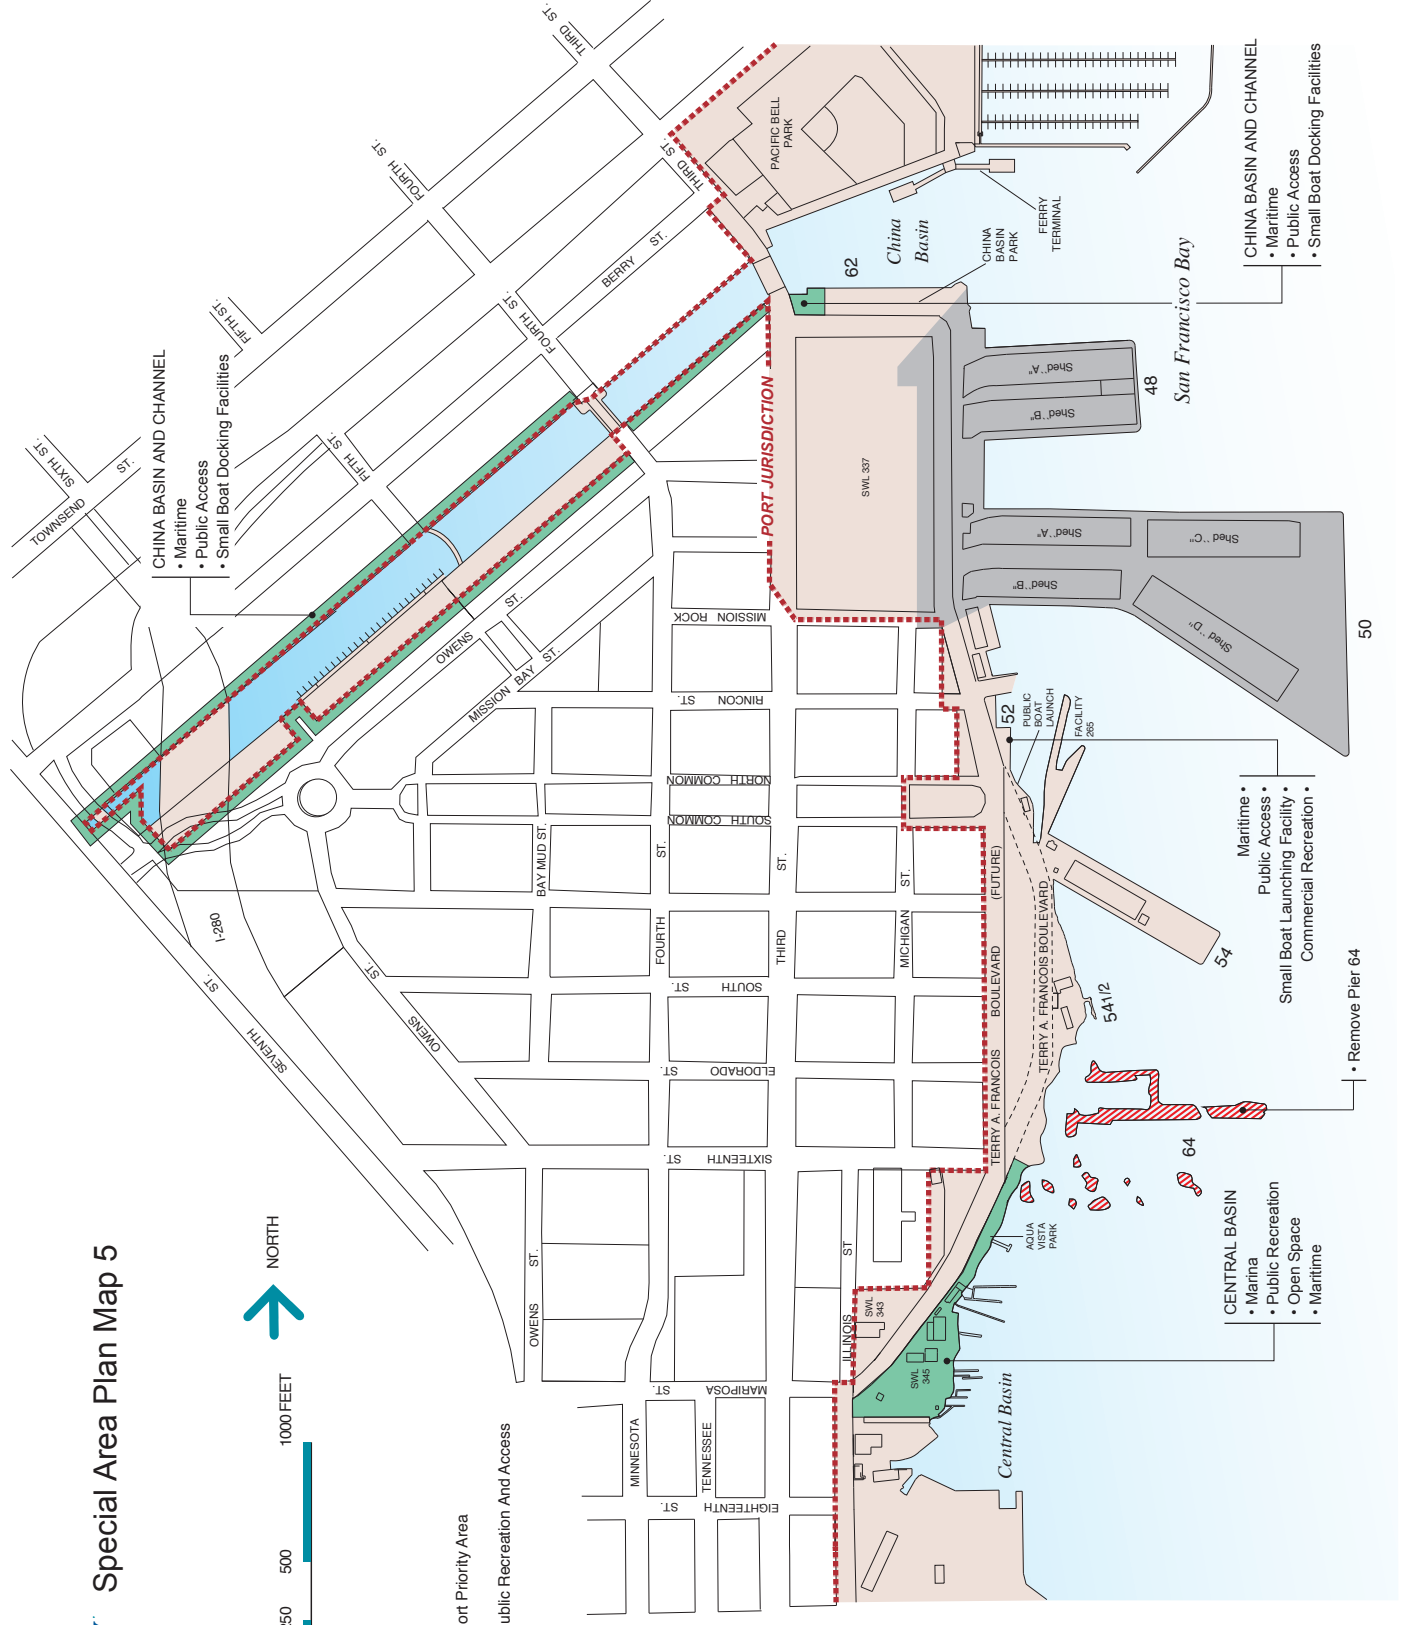 Special Area Plan Map 5
NORTH
250
500
1000 FEET
ort Priority Area
ublic Recreation And Access
CHINA BASIN AND CHANNEL
• Maritime
• Public Access
• Small Boat Docking Facilities
CHINA BASIN AND CHANNEL
• Maritime
• Public Access
• Small Boat Docking Facilities
Maritime •
Public Access •
Small Boat Launching Facility •
Commercial Recreation •
• Remove Pier 64
CENTRAL BASIN
• Marina
• Public Recreation
• Open Space
• Maritime
PORT JURISDICTION
San Francisco Bay
China
Basin
Central Basin
PACIFIC BELL
PARK
FERRY
TERMINAL
CHINA
BASIN
PARK
62
48
50
52
54
54 1/2
64
PUBLIC
BOAT
LAUNCH
FACILITY
265
AQUA
VISTA
PARK
SWL 337
SWL
343
SWL
345
Shed "A"
Shed "B"
Shed "A"
Shed "B"
Shed "C"
Shed "D"
THIRD ST.
THIRD ST.
FOURTH ST.
FOURTH ST.
FIFTH ST.
FIFTH ST.
SIXTH ST.
TOWNSEND ST.
BERRY ST.
OWENS ST.
MISSION BAY ST.
MISSION ROCK
RINCON ST.
NORTH COMMON
SOUTH COMMON
BAY MUD ST.
FOURTH ST.
THIRD ST.
MICHIGAN ST.
SOUTH ST.
ELDORADO ST.
SIXTEENTH ST.
MARIPOSA ST.
EIGHTEENTH ST.
OWENS ST.
OWENS ST.
SEVENTH ST.
I-280
MINNESOTA
TENNESSEE
ILLINOIS ST
TERRY A. FRANCOIS BOULEVARD (FUTURE)
TERRY A. FRANCOIS BOULEVARD